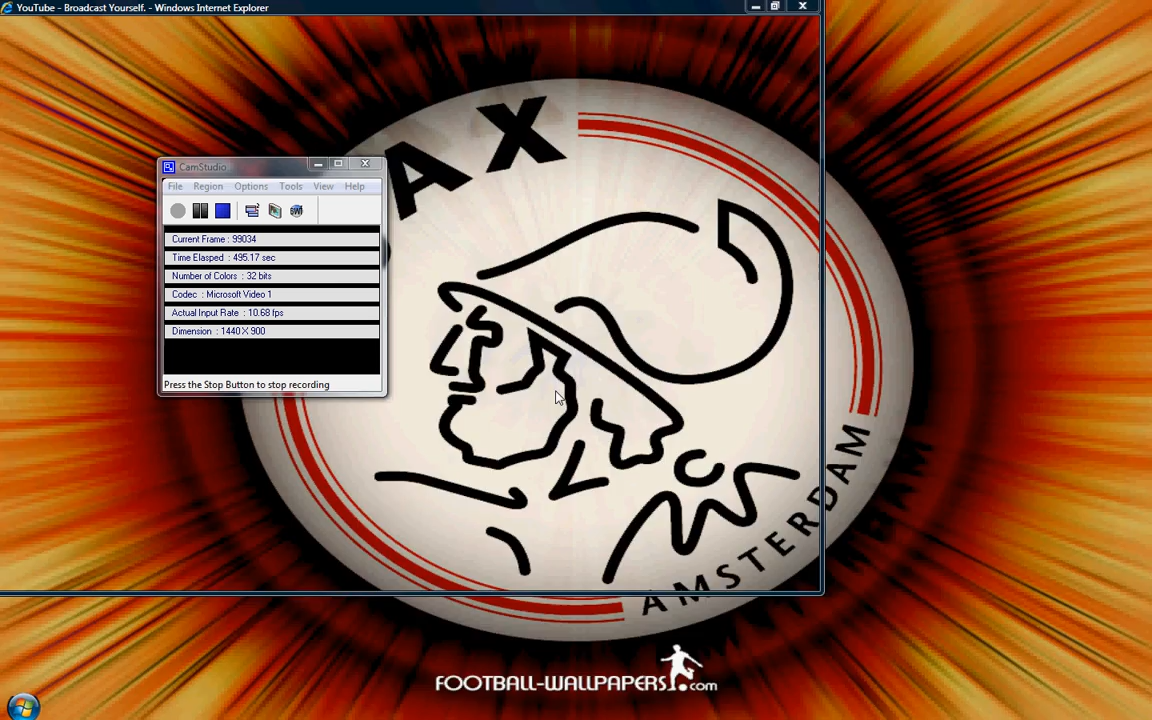 YouTube - Broadcast Yourself. - Windows Internet Explorer
AX
CamStudio
File Region Options Tools View Help
Current Frame : 99034
Time Elasped : 495.17 sec
Number of Colors : 32 bits
Codec : Microsoft Video 1
Actual Input Rate : 10.68 fps
Dimension : 1440 X 900
Press the Stop Button to stop recording
AMSTERDAM
FOOTBALL-WALLPAPERS.com